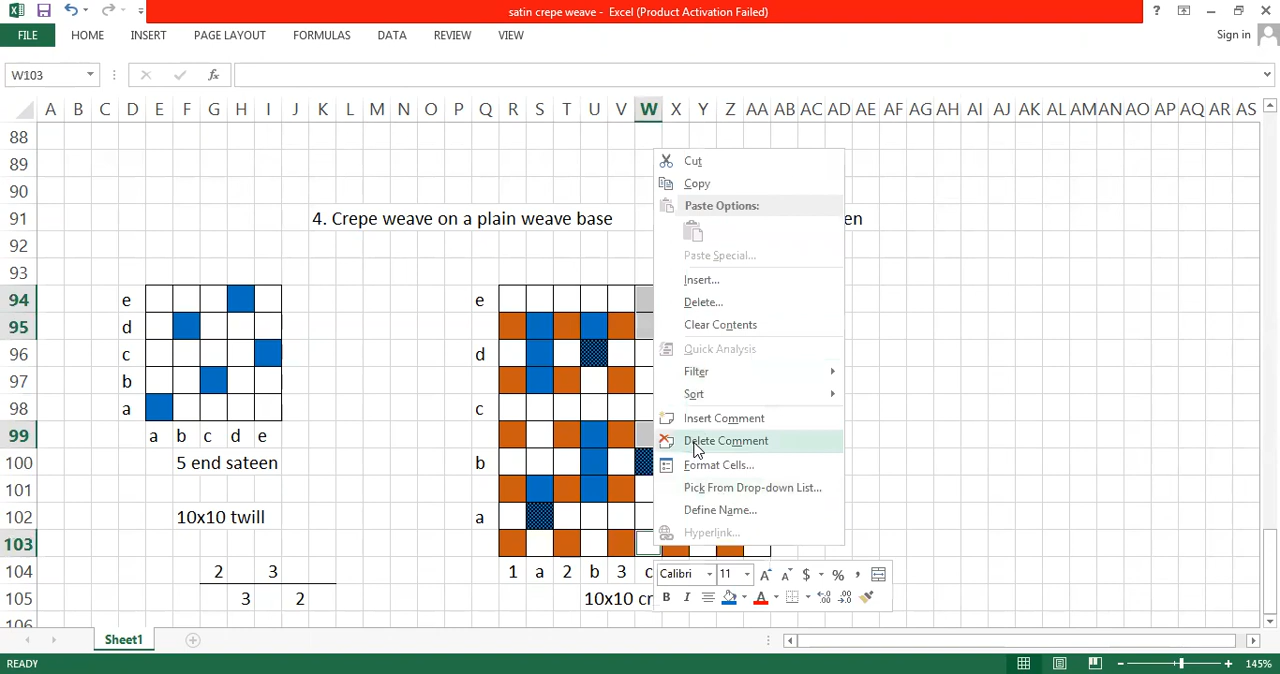 satin crepe weave - Excel (Product Activation Failed)
?
FILE HOME INSERT PAGE LAYOUT FORMULAS DATA REVIEW VIEW Sign in
W103
A B C D E F G H I J K L M N O P Q R S T U V W X Y Z AA AB AC AD AE AF AG AH AI AJ AK AL AM AN AO AP AQ AR AS
88
89 Cut
90 Copy
Paste Options:
91 4. Crepe weave on a plain weave base en
92 Paste Special...
93 Insert...
94 e e Delete...
95 d Clear Contents
96 c d Quick Analysis
97 b Filter
98 a c Sort
Insert Comment
99 a b c d e Delete Comment
100 5 end sateen b Format Cells...
101 Pick From Drop-down List...
102 10x10 twill a Define Name...
103 Hyperlink...
104 2 3 1 a 2 b 3 c Calibri 11 A A $ % ,
105 3 2 10x10 cr B I A
106
Sheet1
READY 145%